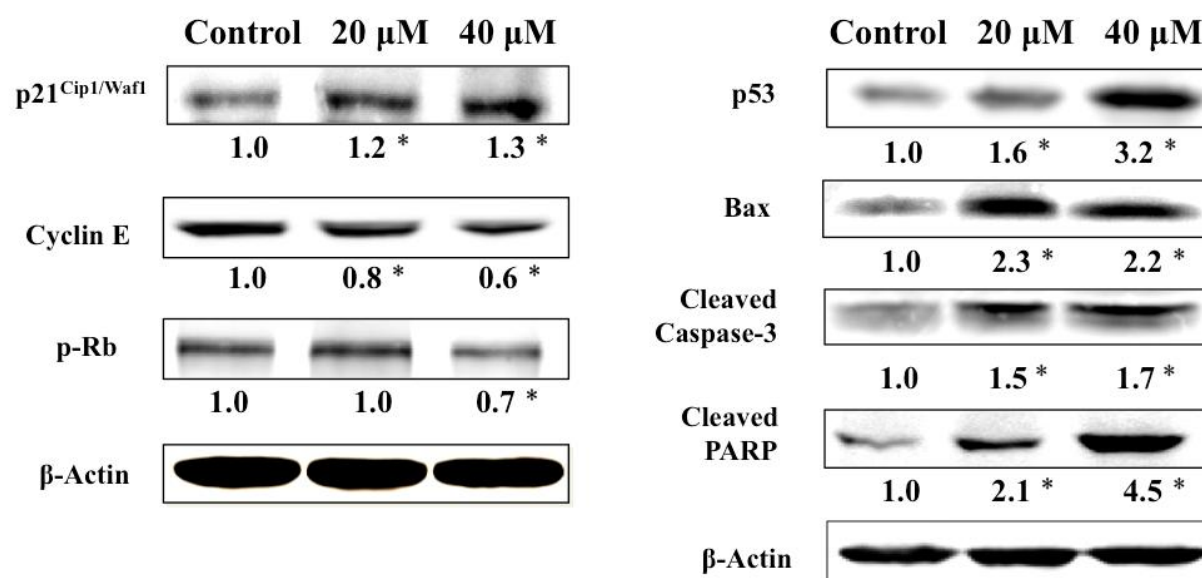 Control 20 µM 40 µM
p21Cip1/Waf1
1.0 1.2 * 1.3 *
Cyclin E
1.0 0.8 * 0.6 *
p-Rb
1.0 1.0 0.7 *
β-Actin
Control 20 µM 40 µM
p53
1.0 1.6 * 3.2 *
Bax
1.0 2.3 * 2.2 *
Cleaved
Caspase-3
1.0 1.5 * 1.7 *
Cleaved
PARP
1.0 2.1 * 4.5 *
β-Actin